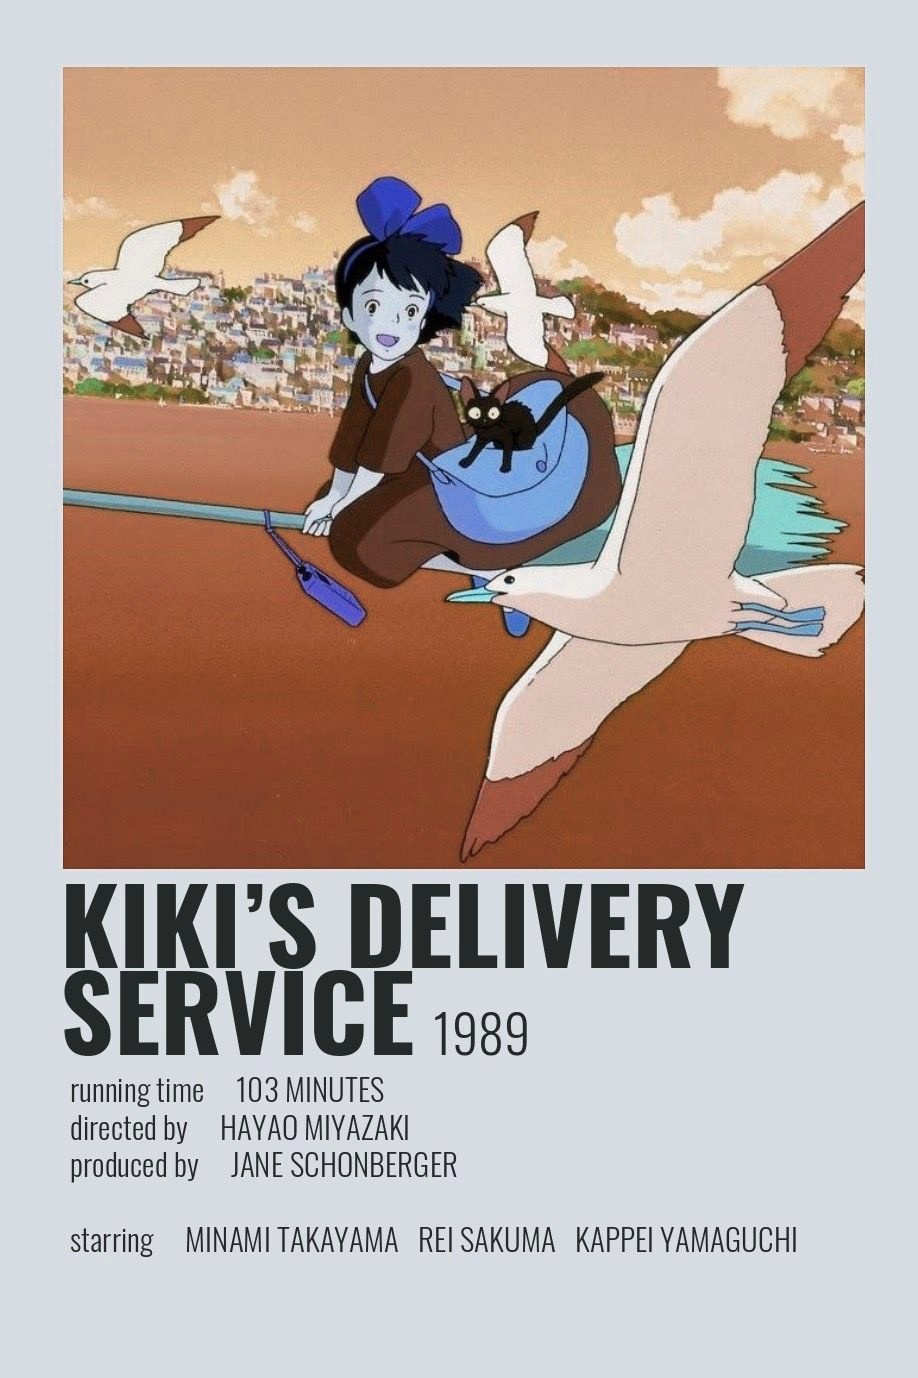 KIKI’S DELIVERY
SERVICE 1989
running time 103 MINUTES
directed by HAYAO MIYAZAKI
produced by JANE SCHONBERGER
starring MINAMI TAKAYAMA REI SAKUMA KAPPEI YAMAGUCHI